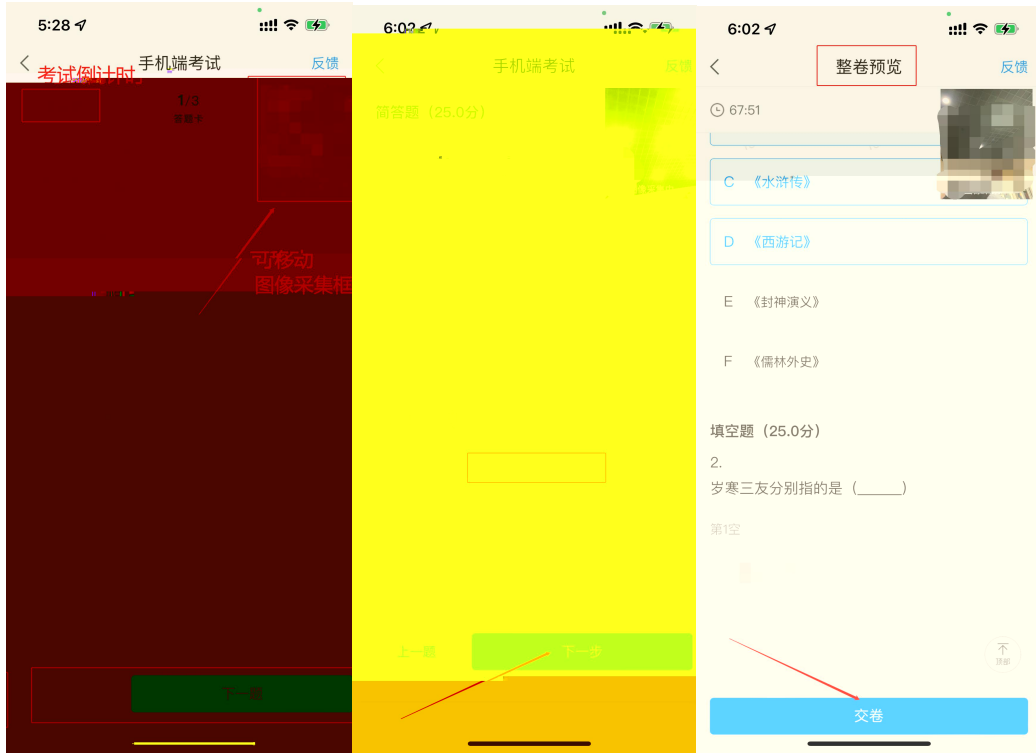 5:28
手机端考试
反馈
考试倒计时
1/3
答题卡
可移动
图像采集框
下一题
6:02
手机端考试
反馈
简答题（25.0分）
上一题
下一步
6:02
整卷预览
反馈
67:51
C 《水浒传》
D 《西游记》
E 《封神演义》
F 《儒林外史》
填空题（25.0分）
2.
岁寒三友分别指的是（______）
第1空
顶部
交卷